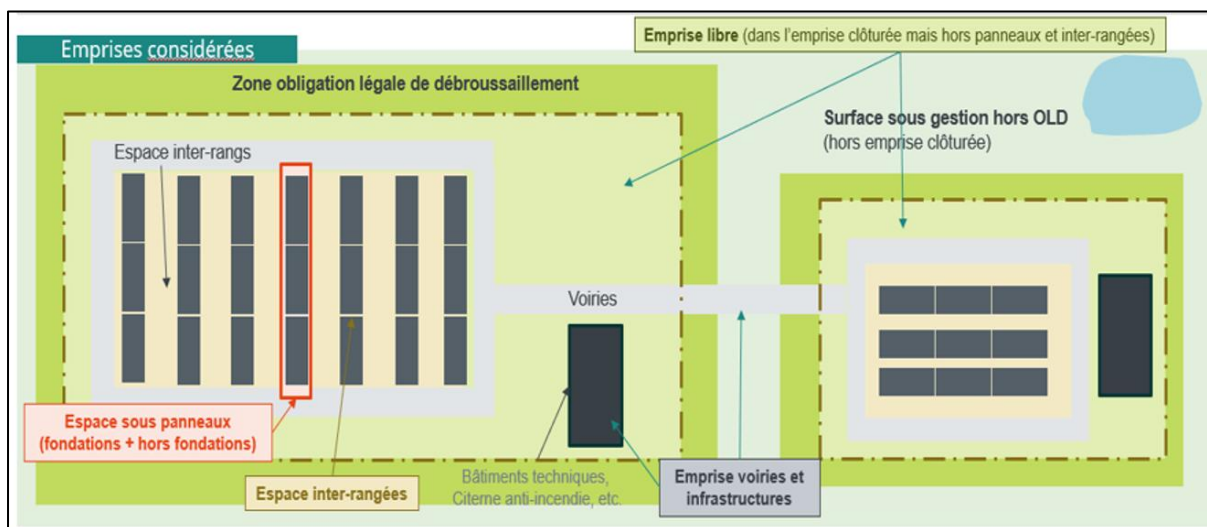 Emprises considérées
Emprise libre (dans l'emprise clôturée mais hors panneaux et inter-rangées)
Zone obligation légale de débroussaillement
Surface sous gestion hors OLD
(hors emprise clôturée)
Espace inter-rangs
Voiries
Espace sous panneaux
(fondations + hors fondations)
Espace inter-rangées
Bâtiments techniques,
Citerne anti-incendie, etc.
Emprise voiries et
infrastructures